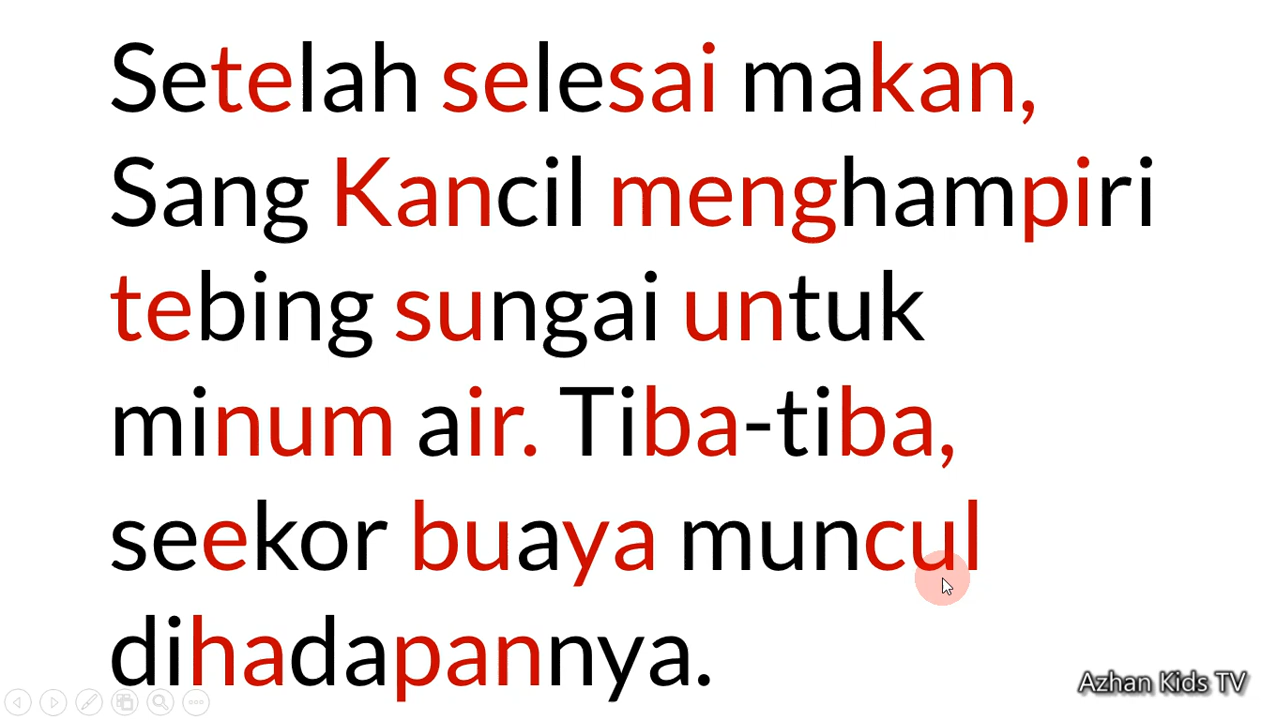 Setelah selesai makan,
Sang Kancil menghampiri
tebing sungai untuk
minum air. Tiba-tiba,
seekor buaya muncul
dihadapannya.
Azhan Kids TV